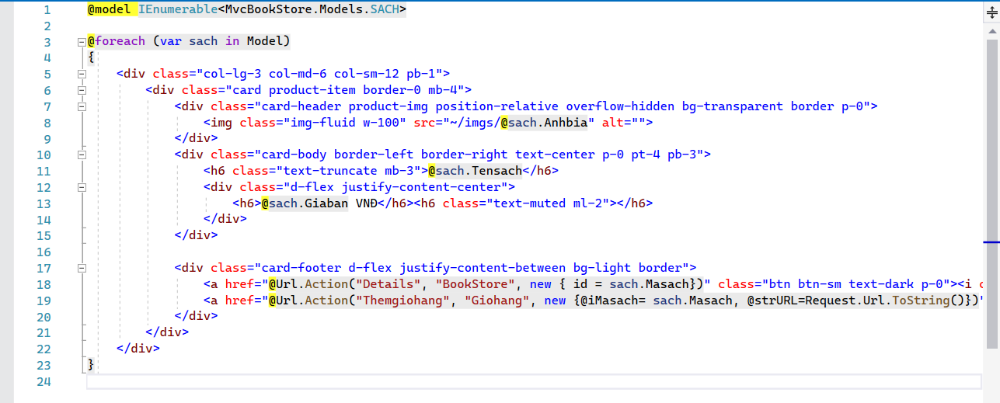 1 @model IEnumerable<MvcBookStore.Models.SACH>
2
3 @foreach (var sach in Model)
4 {
5 <div class="col-lg-3 col-md-6 col-sm-12 pb-1">
6 <div class="card product-item border-0 mb-4">
7 <div class="card-header product-img position-relative overflow-hidden bg-transparent border p-0">
8 <img class="img-fluid w-100" src="~/imgs/@sach.Anhbia" alt="">
9 </div>
10 <div class="card-body border-left border-right text-center p-0 pt-4 pb-3">
11 <h6 class="text-truncate mb-3">@sach.Tensach</h6>
12 <div class="d-flex justify-content-center">
13 <h6>@sach.Giaban VNĐ</h6><h6 class="text-muted ml-2"></h6>
14 </div>
15 </div>
16
17 <div class="card-footer d-flex justify-content-between bg-light border">
18 <a href="@Url.Action("Details", "BookStore", new { id = sach.Masach})" class="btn btn-sm text-dark p-0"><i c
19 <a href="@Url.Action("Themgiohang", "Giohang", new {@iMasach= sach.Masach, @strURL=Request.Url.ToString()})"
20 </div>
21 </div>
22 </div>
23 }
24